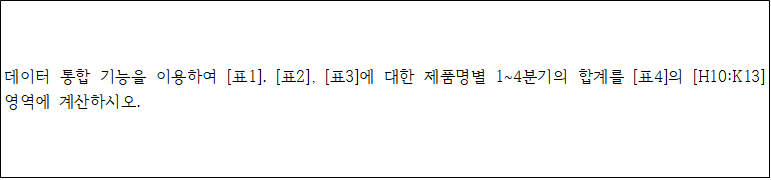 데이터 통합 기능을 이용하여 [표1]. [표2], [표3]에 대한 제품명별 1~4분기의 합계를 [표4]의 [H10:K13]
영역에 계산하시오.